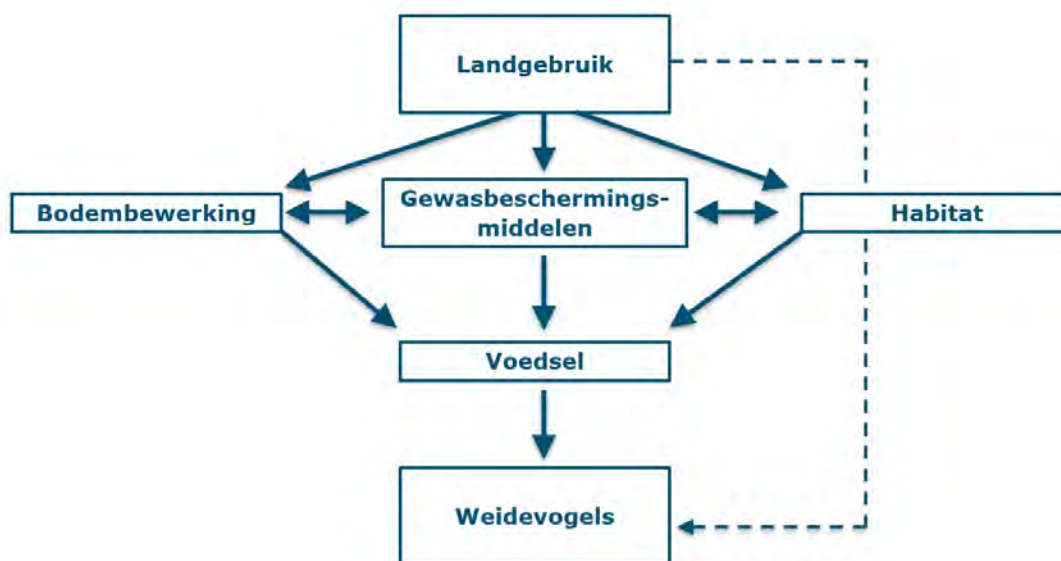 Landgebruik
Bodembewerking
Gewasbeschermings-
middelen
Habitat
Voedsel
Weidevogels